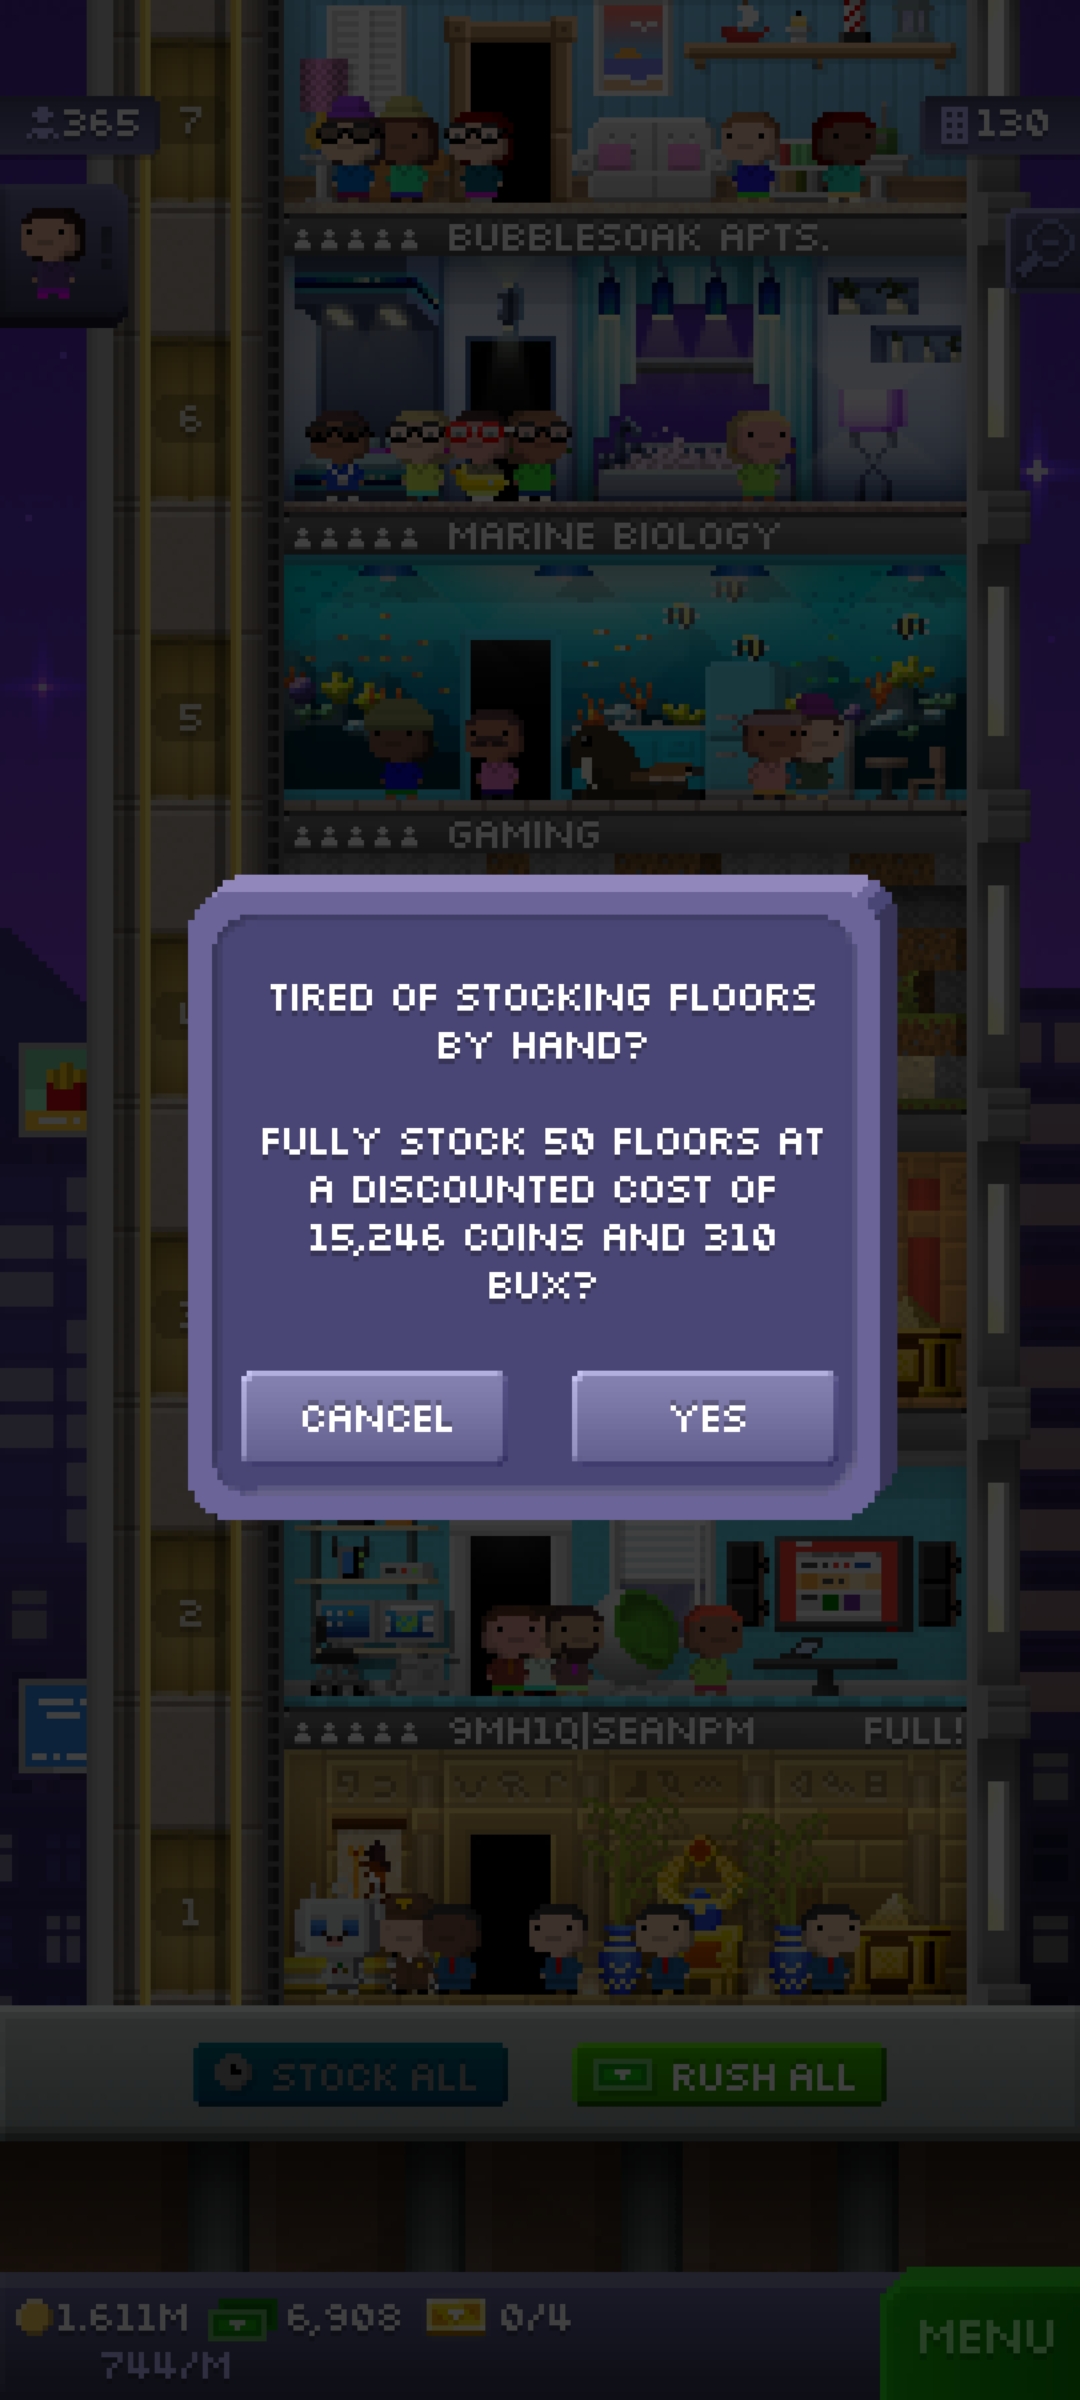 365
7
130
BUBBLESOAK APTS.
6
MARINE BIOLOGY
5
GAMING
TIRED OF STOCKING FLOORS
BY HAND?
FULLY STOCK 50 FLOORS AT
A DISCOUNTED COST OF
15,246 COINS AND 310
BUX?
CANCEL
YES
2
9MH1Q|SEANPM
FULL!
1
STOCK ALL
RUSH ALL
1.611M
6,908
0/4
744/M
MENU